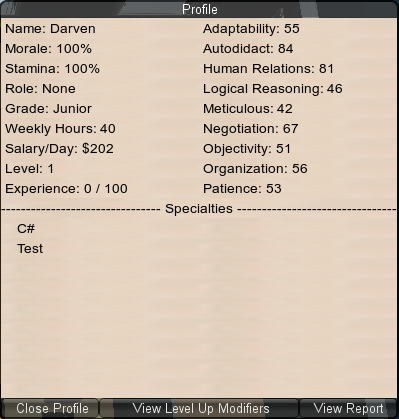 Profile
Name: Darven
Morale: 100%
Stamina: 100%
Role: None
Grade: Junior
Weekly Hours: 40
Salary/Day: $202
Level: 1
Experience: 0 / 100
Adaptability: 55
Autodidact: 84
Human Relations: 81
Logical Reasoning: 46
Meticulous: 42
Negotiation: 67
Objectivity: 51
Organization: 56
Patience: 53
Specialties
C#
Test
Close Profile
View Level Up Modifiers
View Report